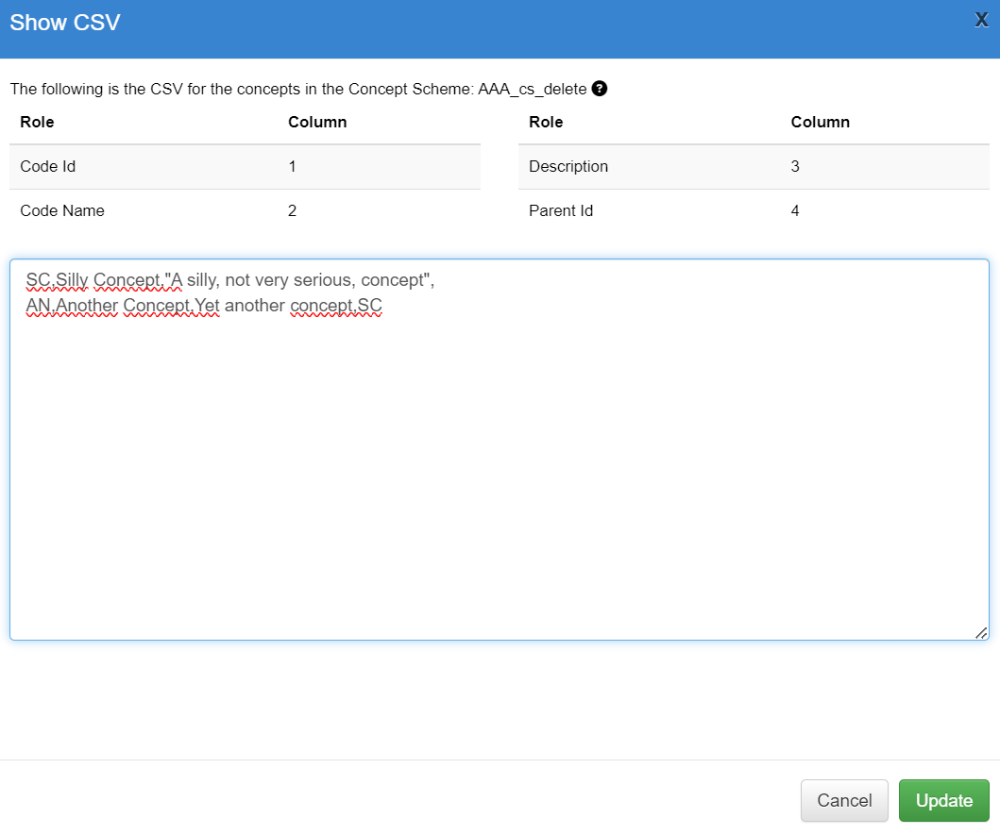 Show CSV X
The following is the CSV for the concepts in the Concept Scheme: AAA_cs_delete ?
Role Column Role Column
Code Id 1 Description 3
Code Name 2 Parent Id 4
SC,Silly Concept,"A silly, not very serious, concept",
AN,Another Concept,Yet another concept,SC
Cancel Update